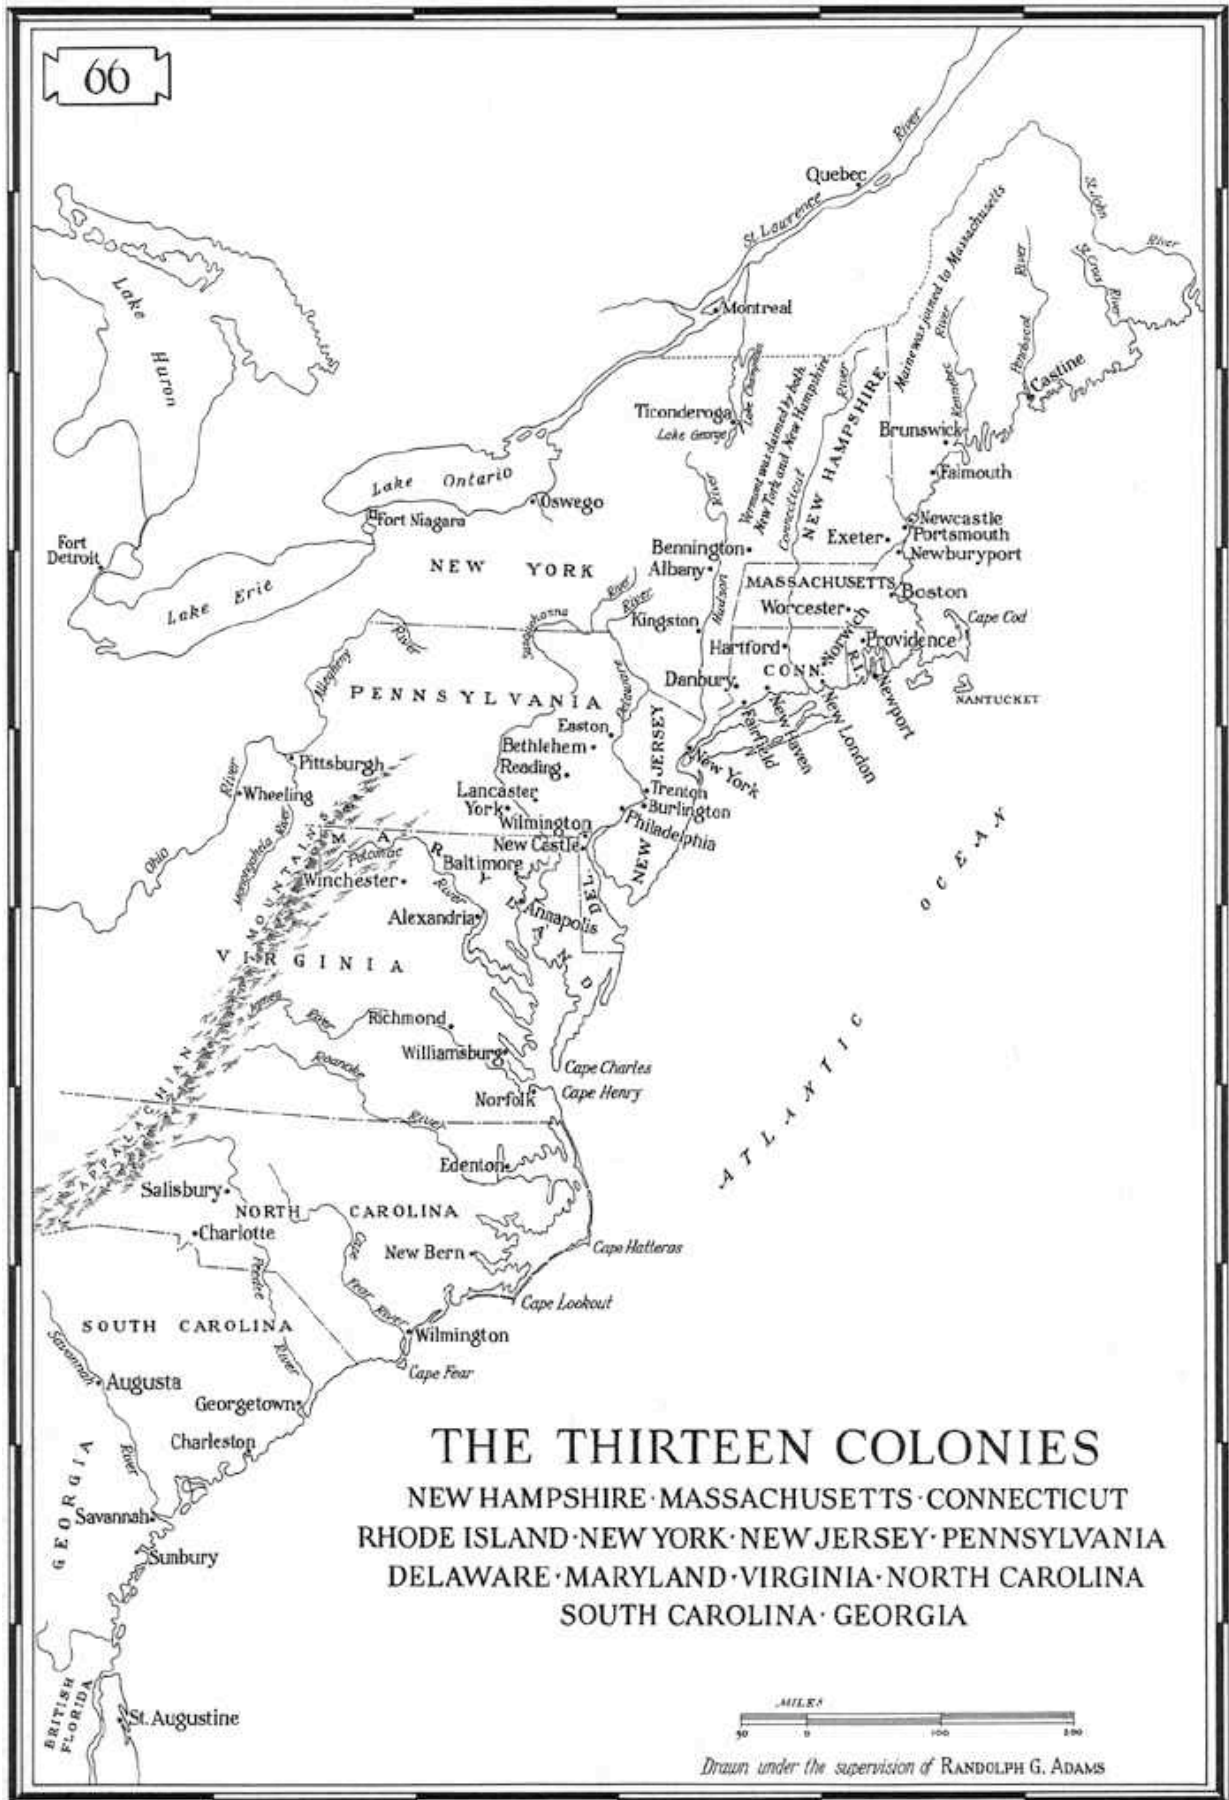 66
River
Quebec
St. Lawrence
Montreal
Lake
Huron
Maine was joined to Massachusetts
St. John
River
St. Croix
River
River
Penobscot
River
Kennebec
Castine
Ticonderoga
Lake George
Lake Champlain
Vermont was claimed by both
New York and New Hampshire
River
Connecticut
NEW HAMPSHIRE
Brunswick
Falmouth
Lake Ontario
Oswego
River
Fort Niagara
Newcastle
Portsmouth
Exeter
Newburyport
Fort
Detroit
Lake Erie
NEW YORK
Bennington
Albany
Hudson
MASSACHUSETTS
Boston
Worcester
Cape Cod
River
River
Susquehanna
Kingston
Hartford
Norwich
Providence
CONN.
R.I.
Danbury
Newport
NANTUCKET
River
Allegheny
PENNSYLVANIA
Delaware
Fairfield
New Haven
New London
Easton
Bethlehem
Reading
NEW JERSEY
New York
Pittsburgh
River
Wheeling
Lancaster
York
Trenton
Burlington
Philadelphia
Wilmington
New Castle
Ohio
Monongahela River
MARYLAND
Potomac
River
Baltimore
DEL.
Winchester
Alexandria
Annapolis
VIRGINIA
APPALACHIAN MOUNTAINS
ATLANTIC OCEAN
James
River
Richmond
Williamsburg
Roanoke
River
Cape Charles
Norfolk
Cape Henry
Edenton
Salisbury
NORTH CAROLINA
Charlotte
New Bern
Cape Hatteras
Cape
Fear
River
Cape Lookout
Peedee
River
SOUTH CAROLINA
Wilmington
Cape Fear
Savannah
River
Augusta
Georgetown
Charleston
GEORGIA
Savannah
Sunbury
BRITISH
FLORIDA
St. Augustine
THE THIRTEEN COLONIES
NEW HAMPSHIRE · MASSACHUSETTS · CONNECTICUT
RHODE ISLAND · NEW YORK · NEW JERSEY · PENNSYLVANIA
DELAWARE · MARYLAND · VIRGINIA · NORTH CAROLINA
SOUTH CAROLINA · GEORGIA
MILES
50 0 100 200
Drawn under the supervision of RANDOLPH G. ADAMS